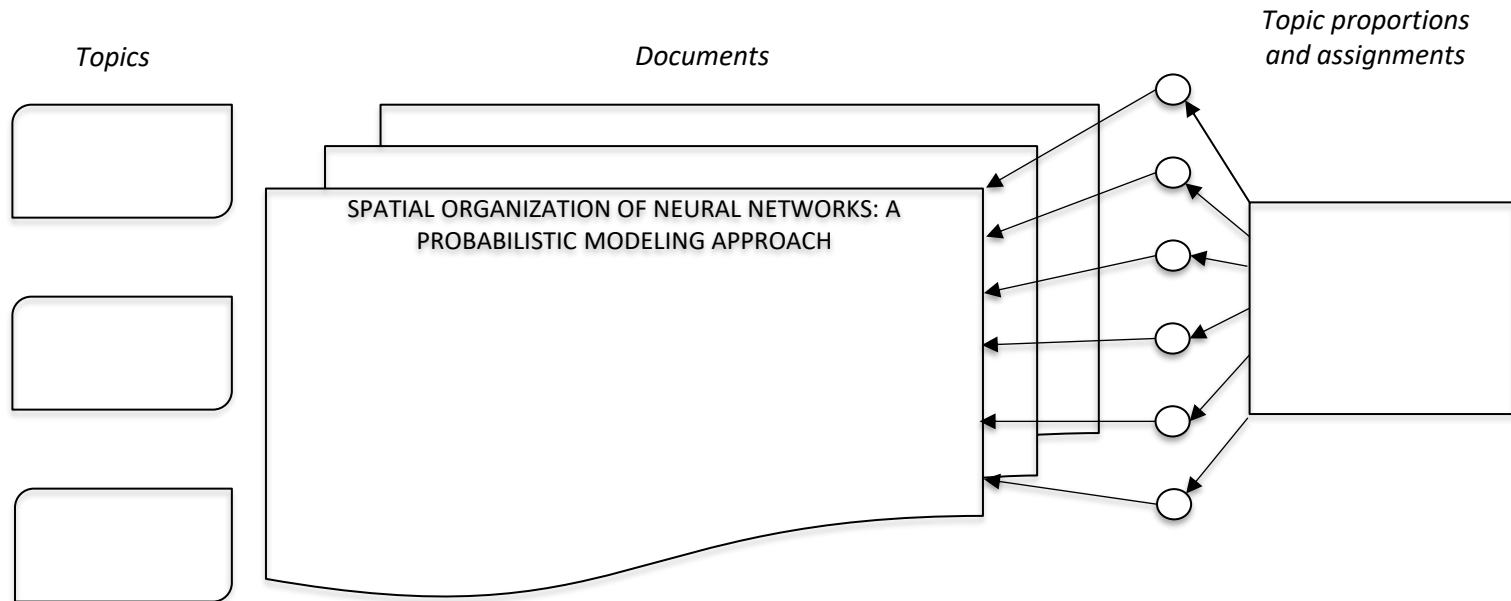 Topics
Documents
Topic proportions
and assignments
SPATIAL ORGANIZATION OF NEURAL NETWORKS: A
PROBABILISTIC MODELING APPROACH